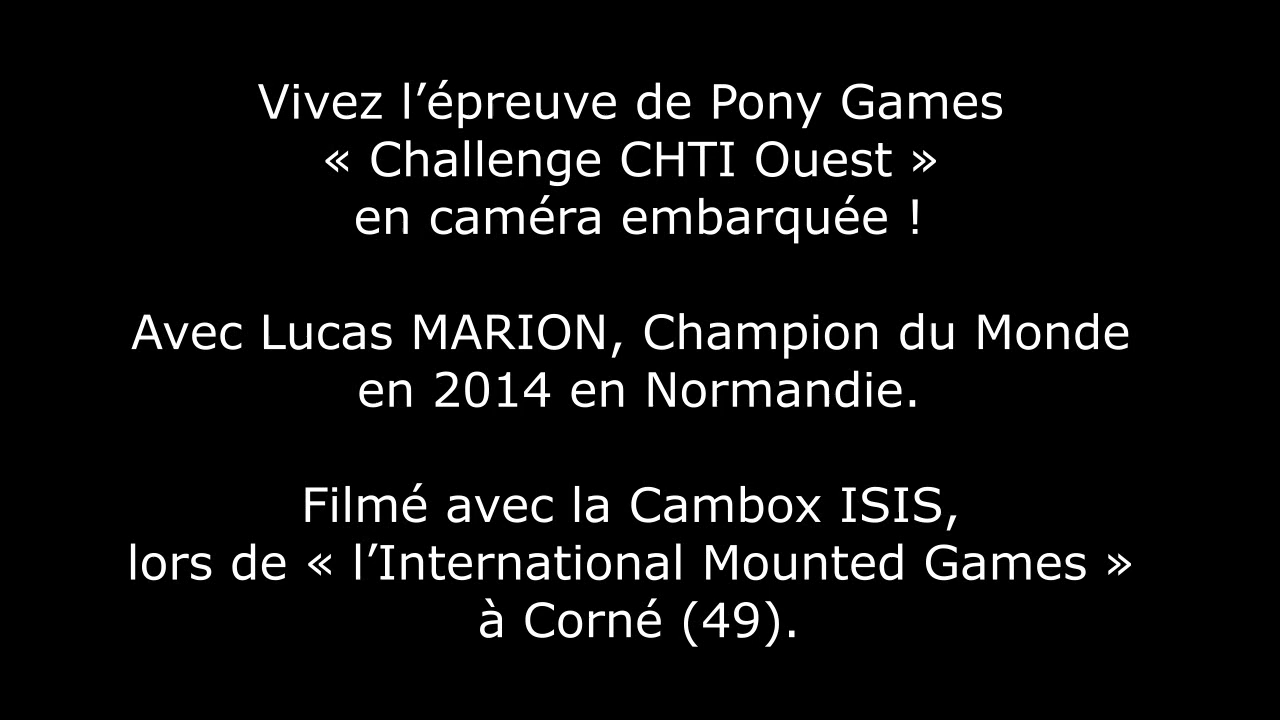 Vivez l’épreuve de Pony Games
« Challenge CHTI Ouest »
en caméra embarquée !
Avec Lucas MARION, Champion du Monde
en 2014 en Normandie.
Filmé avec la Cambox ISIS,
lors de « l’International Mounted Games »
à Corné (49).